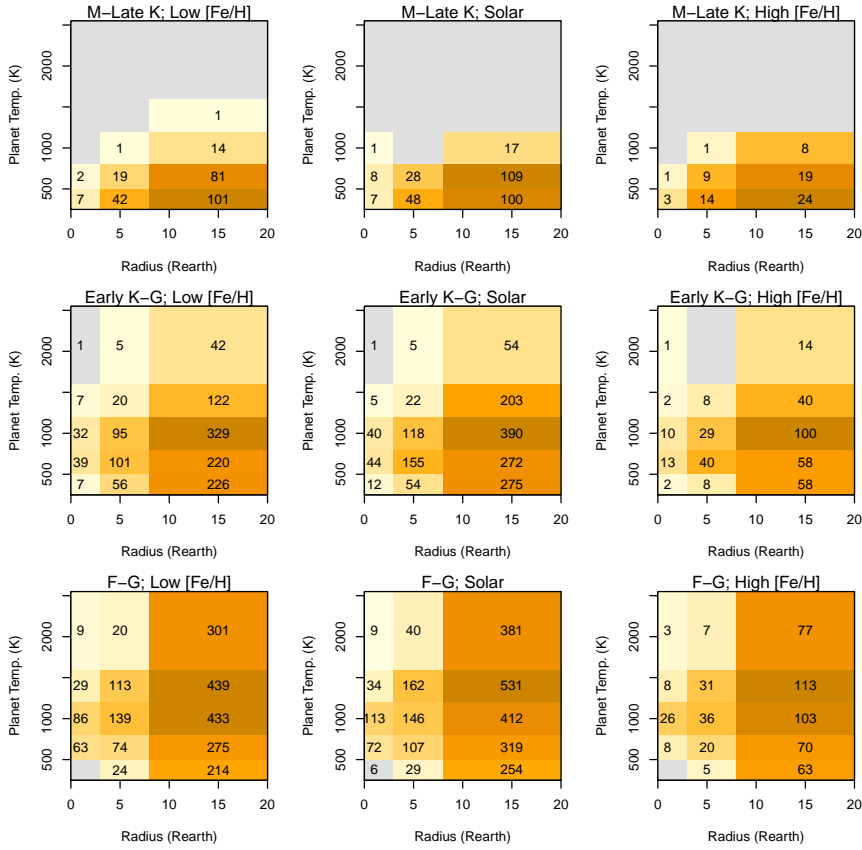 M−Late K; Low [Fe/H]
Planet Temp. (K)
2000
1000
500
1
1 14
2 19 81
7 42 101
0 5 10 15 20
Radius (Rearth)
M−Late K; Solar
Planet Temp. (K)
2000
1000
500
1 17
8 28 109
7 48 100
0 5 10 15 20
Radius (Rearth)
M−Late K; High [Fe/H]
Planet Temp. (K)
2000
1000
500
1 8
1 9 19
3 14 24
0 5 10 15 20
Radius (Rearth)
Early K−G; Low [Fe/H]
Planet Temp. (K)
2000
1000
500
1 5 42
7 20 122
32 95 329
39 101 220
7 56 226
0 5 10 15 20
Radius (Rearth)
Early K−G; Solar
Planet Temp. (K)
2000
1000
500
1 5 54
5 22 203
40 118 390
44 155 272
12 54 275
0 5 10 15 20
Radius (Rearth)
Early K−G; High [Fe/H]
Planet Temp. (K)
2000
1000
500
1 14
2 8 40
10 29 100
13 40 58
2 8 58
0 5 10 15 20
Radius (Rearth)
F−G; Low [Fe/H]
Planet Temp. (K)
2000
1000
500
9 20 301
29 113 439
86 139 433
63 74 275
24 214
0 5 10 15 20
Radius (Rearth)
F−G; Solar
Planet Temp. (K)
2000
1000
500
9 40 381
34 162 531
113 146 412
72 107 319
6 29 254
0 5 10 15 20
Radius (Rearth)
F−G; High [Fe/H]
Planet Temp. (K)
2000
1000
500
3 7 77
8 31 113
26 36 103
8 20 70
5 63
0 5 10 15 20
Radius (Rearth)